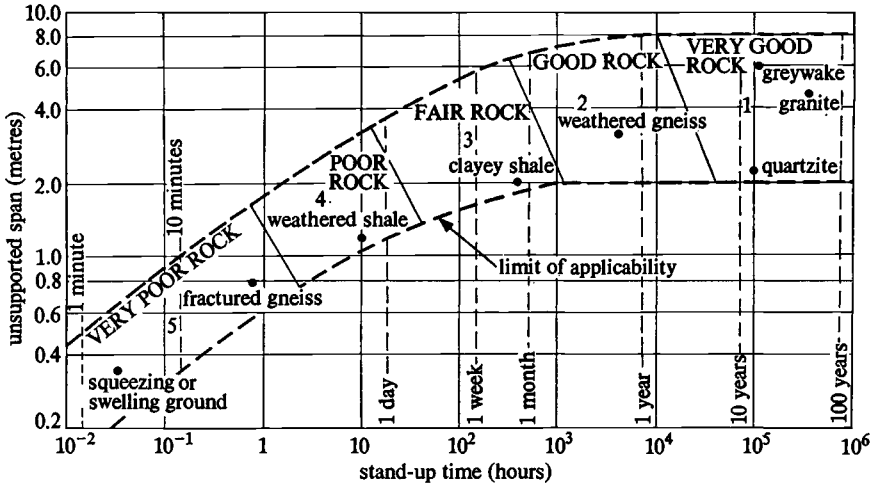 10.0
8.0
6.0
4.0
2.0
1.0
0.8
0.6
0.4
0.2
unsupported span (metres)
VERY GOOD
ROCK
greywake
granite
1
quartzite
GOOD ROCK
2
weathered gneiss
FAIR ROCK
3
clayey shale
POOR
ROCK
4
weathered shale
limit of applicability
VERY POOR ROCK
fractured gneiss
5
squeezing or
swelling ground
1 minute
10 minutes
1 day
1 week
1 month
1 year
10 years
100 years
10⁻²
10⁻¹
1
10
10²
10³
10⁴
10⁵
10⁶
stand-up time (hours)